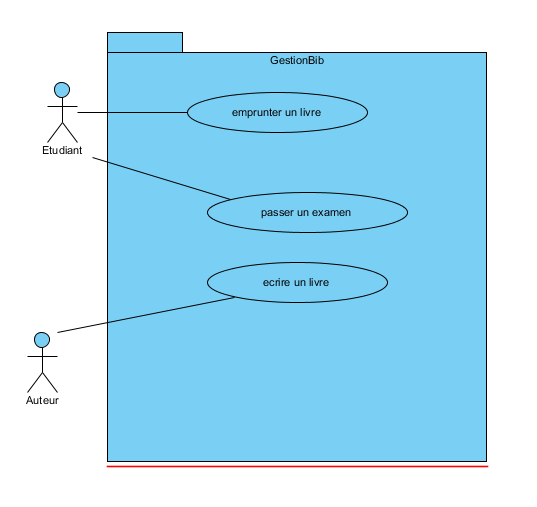 GestionBib
emprunter un livre
Etudiant
passer un examen
ecrire un livre
Auteur